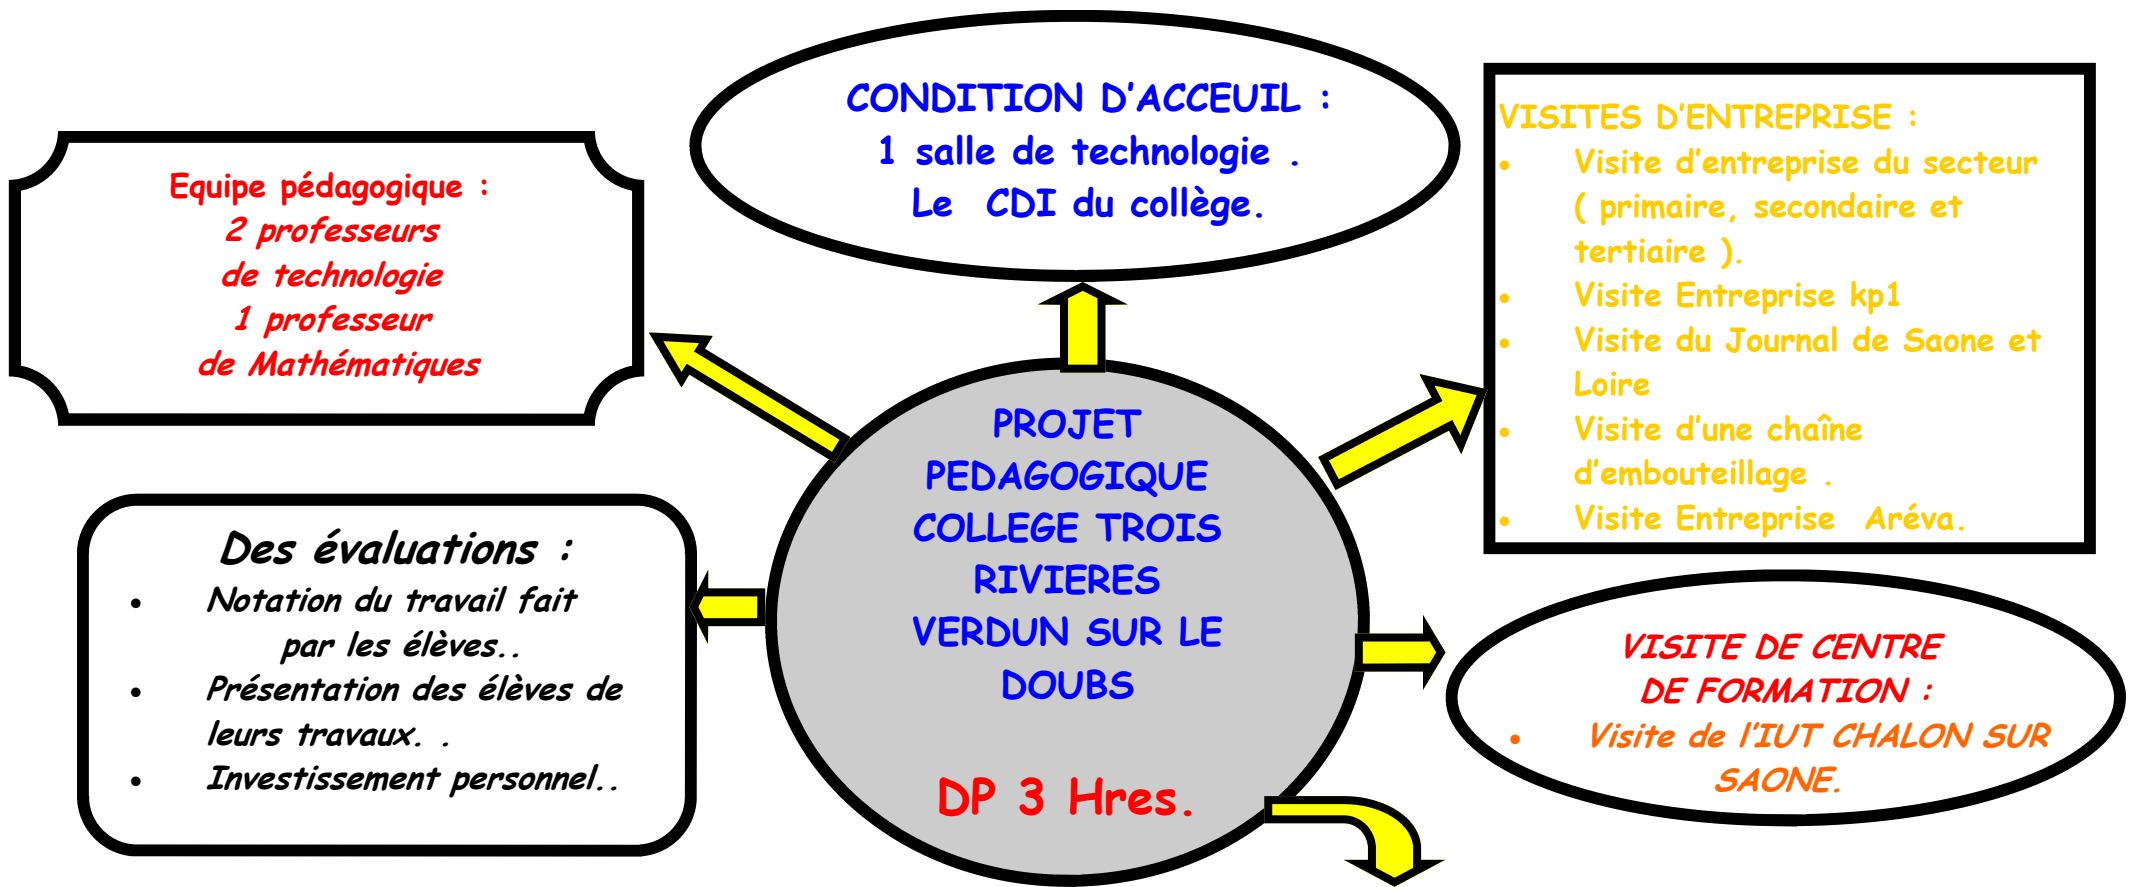 CONDITION D'ACCEUIL :
1 salle de technologie .
Le CDI du collège.
Equipe pédagogique :
2 professeurs
de technologie
1 professeur
de Mathématiques
VISITES D'ENTREPRISE :
• Visite d'entreprise du secteur
( primaire, secondaire et
tertiaire ).
• Visite Entreprise kp1
• Visite du Journal de Saone et
Loire
• Visite d'une chaîne
d'embouteillage .
• Visite Entreprise Aréva.
PROJET
PEDAGOGIQUE
COLLEGE TROIS
RIVIERES
VERDUN SUR LE
DOUBS
DP 3 Hres.
Des évaluations :
• Notation du travail fait
par les élèves..
• Présentation des élèves de
leurs travaux. .
• Investissement personnel..
VISITE DE CENTRE
DE FORMATION :
• Visite de l'IUT CHALON SUR
SAONE.